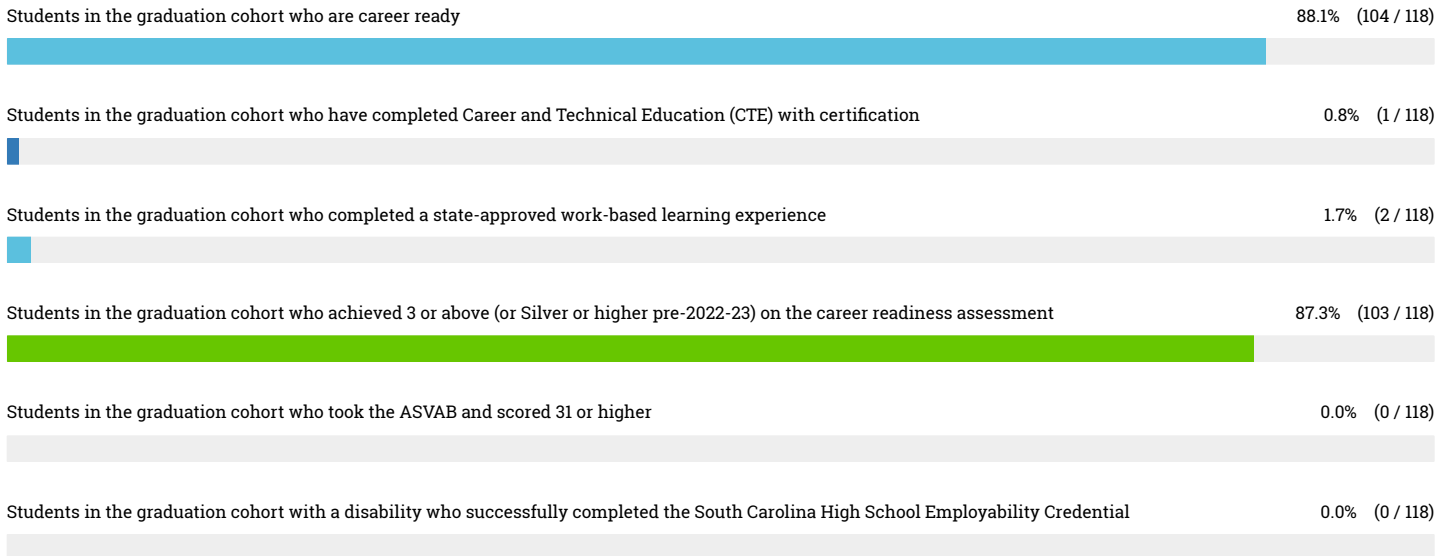 Students in the graduation cohort who are career ready 88.1% (104 / 118)
Students in the graduation cohort who have completed Career and Technical Education (CTE) with certification 0.8% (1 / 118)
Students in the graduation cohort who completed a state-approved work-based learning experience 1.7% (2 / 118)
Students in the graduation cohort who achieved 3 or above (or Silver or higher pre-2022-23) on the career readiness assessment 87.3% (103 / 118)
Students in the graduation cohort who took the ASVAB and scored 31 or higher 0.0% (0 / 118)
Students in the graduation cohort with a disability who successfully completed the South Carolina High School Employability Credential 0.0% (0 / 118)